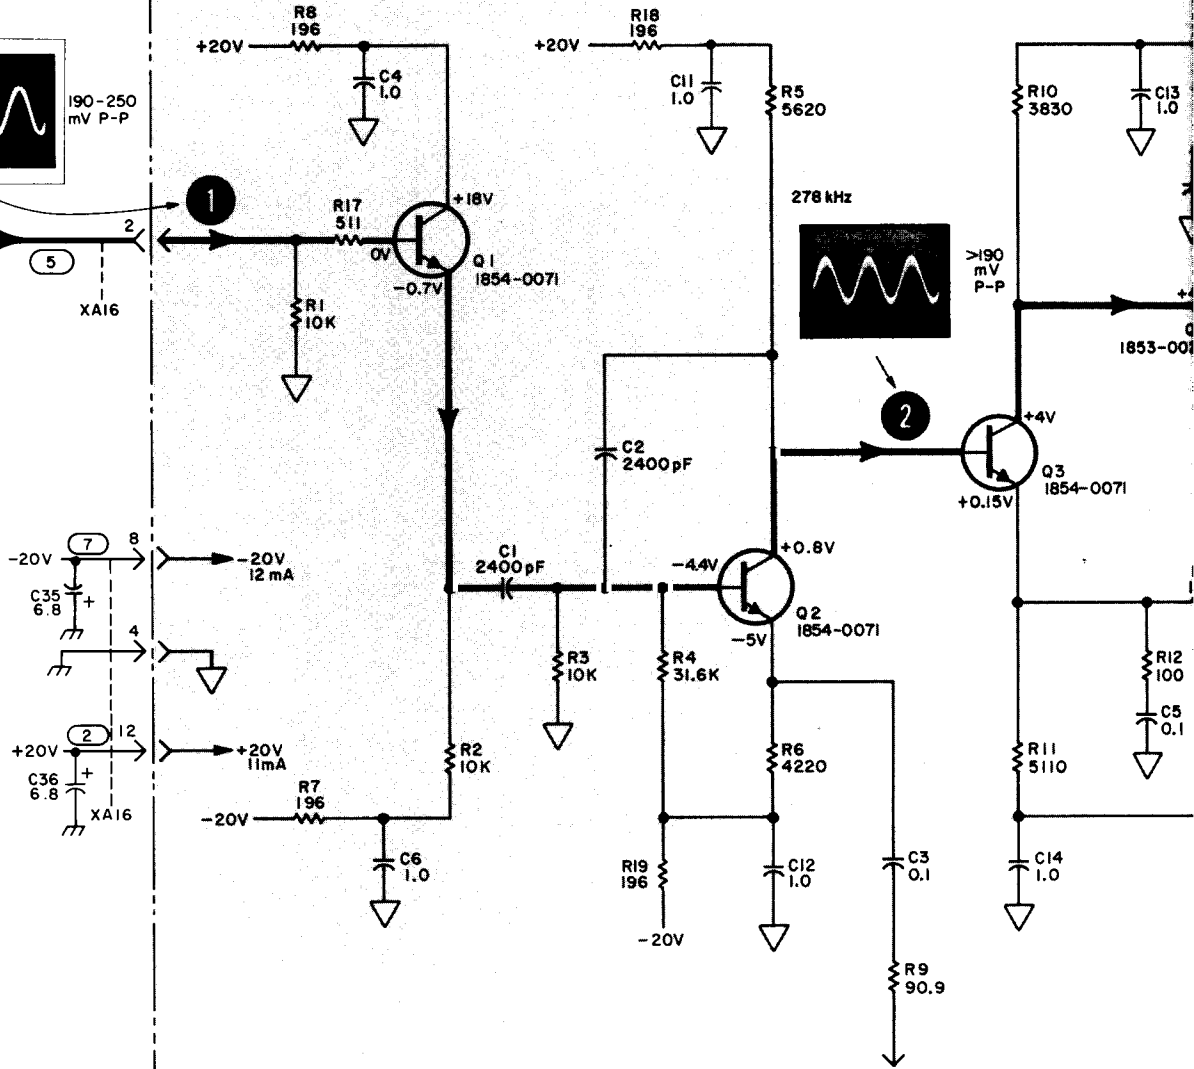 R8
196
+20V
C4
1.0
190-250
mV P-P
1
2
5
XA16
R17
511
0V
+18V
Q1
1854-0071
-0.7V
R1
10K
R18
196
+20V
C11
1.0
R5
5620
278 kHz
>190
mV
P-P
2
R10
3830
C13
1.0
1853-00
+4V
Q3
1854-0071
+0.15V
C2
2400pF
C1
2400pF
-4.4V
+0.8V
Q2
1854-0071
-5V
-20V
7
8
-20V
12 mA
C35
6.8
+
4
+20V
2
12
+20V
11mA
C36
6.8
+
XA16
R3
10K
R4
31.6K
R2
10K
R7
196
-20V
C6
1.0
R6
4220
R19
196
-20V
C12
1.0
C3
0.1
R9
90.9
R12
100
C5
0.1
R11
5110
C14
1.0